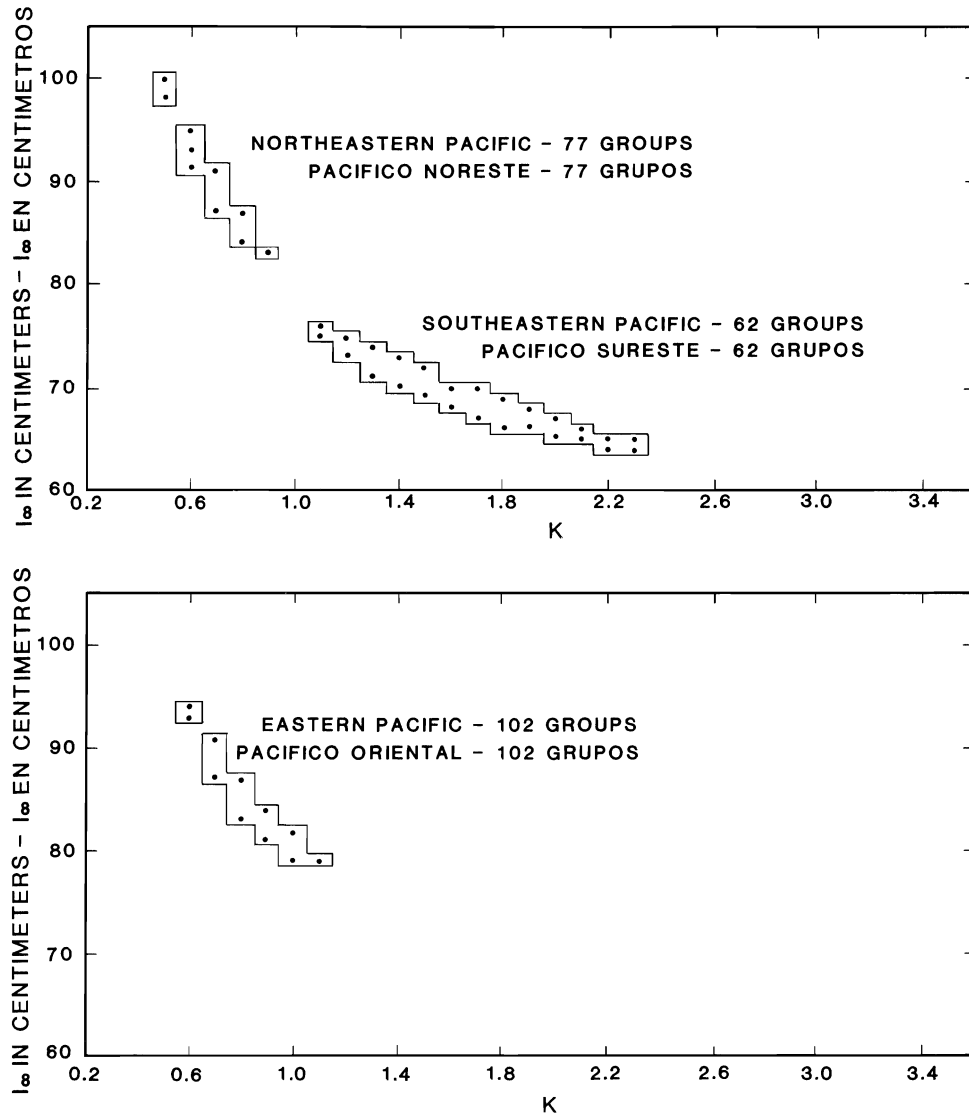 l∞ IN CENTIMETERS – l∞ EN CENTIMETROS
100
90
80
70
60
NORTHEASTERN PACIFIC – 77 GROUPS
PACIFICO NORESTE – 77 GRUPOS
SOUTHEASTERN PACIFIC – 62 GROUPS
PACIFICO SURESTE – 62 GRUPOS
0.2 0.6 1.0 1.4 1.8 2.2 2.6 3.0 3.4
K
l∞ IN CENTIMETERS – l∞ EN CENTIMETROS
100
90
80
70
60
EASTERN PACIFIC – 102 GROUPS
PACIFICO ORIENTAL – 102 GRUPOS
0.2 0.6 1.0 1.4 1.8 2.2 2.6 3.0 3.4
K